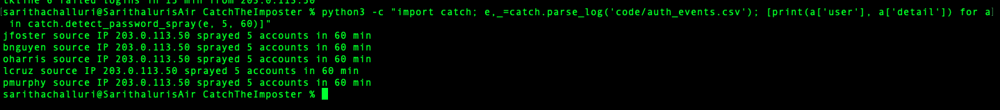 tkline 6 failed logins in 15 min from 203.0.113.50
[sarithachalluri@SarithalurisAir CatchTheImposter % python3 -c "import catch; e,_=catch.parse_log('code/auth_events.csv'); [print(a['user'], a['detail']) for a]
 in catch.detect_password_spray(e, 5, 60)]"
jfoster source IP 203.0.113.50 sprayed 5 accounts in 60 min
bnguyen source IP 203.0.113.50 sprayed 5 accounts in 60 min
oharris source IP 203.0.113.50 sprayed 5 accounts in 60 min
lcruz source IP 203.0.113.50 sprayed 5 accounts in 60 min
pmurphy source IP 203.0.113.50 sprayed 5 accounts in 60 min
sarithachalluri@SarithalurisAir CatchTheImposter %